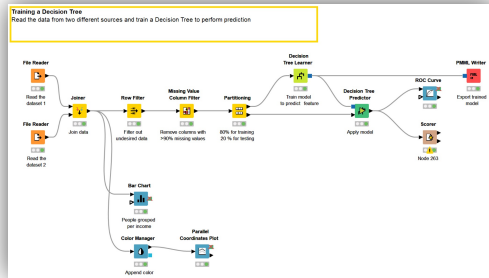 Training a Decision Tree
Read the data from two different sources and train a Decision Tree to perform prediction
Decision
Tree Learner
Train model
to predict feature
PMML Writer
Export trained
model
ROC Curve
File Reader
Read the
dataset 1
Joiner
Join data
Row Filter
Filter out
undesired data
Missing Value
Column Filter
Remove columns with
>90% missing values
Partitioning
80% for training
20 % for testing
Decision Tree
Predictor
Apply model
Scorer
Node 263
File Reader
Read the
dataset 2
Bar Chart
People grouped
per income
Color Manager
Append color
Parallel
Coordinates Plot